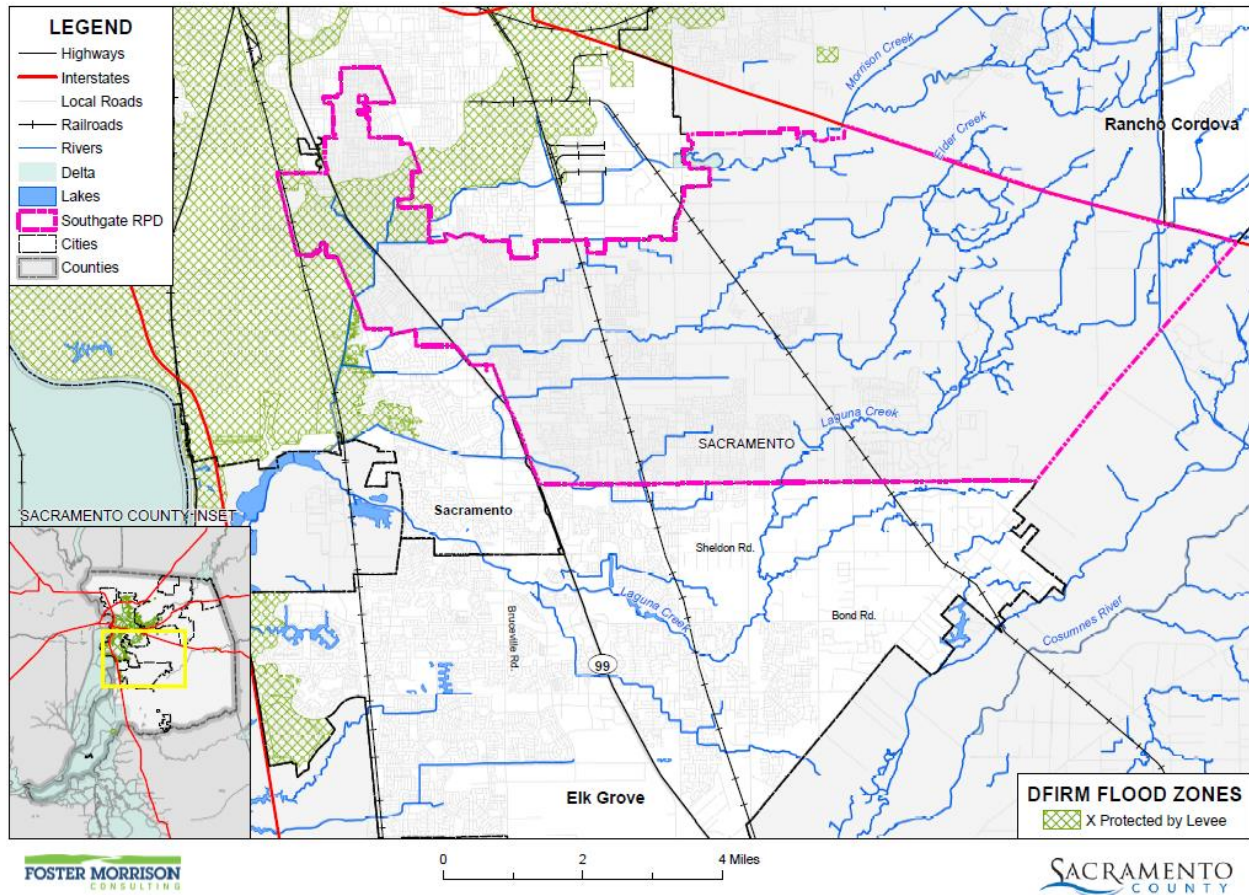 LEGEND
Highways
Interstates
Local Roads
Railroads
Rivers
Delta
Lakes
Southgate RPD
Cities
Counties
Morrison Creek
Elder Creek
Rancho Cordova
Laguna Creek
SACRAMENTO
SACRAMENTO COUNTY INSET
Sacramento
Sheldon Rd.
Laguna Creek
Bruceville Rd.
Bond Rd.
Cosumnes River
99
Elk Grove
DFIRM FLOOD ZONES
X Protected by Levee
FOSTER MORRISON
CONSULTING
0 2 4 Miles
SACRAMENTO
COUNTY